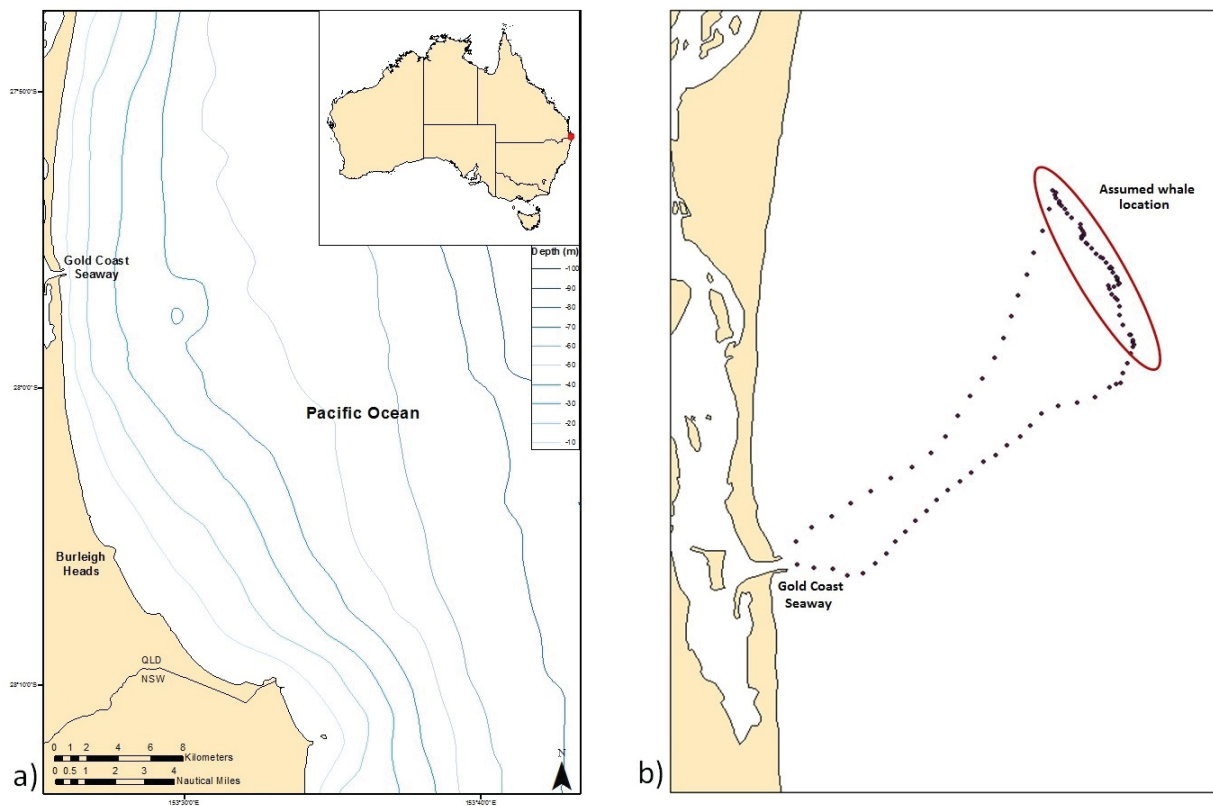 27°50'0"S
Gold Coast
Seaway
Depth (m)
-100
-90
-80
-70
-60
-50
-40
-30
-20
-10
28°0'0"S
Pacific Ocean
Burleigh
Heads
QLD
NSW
28°10'0"S
0 1 2 4 6 8
Kilometers
0 0.5 1 2 3 4
Nautical Miles
N
a)
153°30'0"E
153°40'0"E
Assumed whale
location
Gold Coast
Seaway
b)